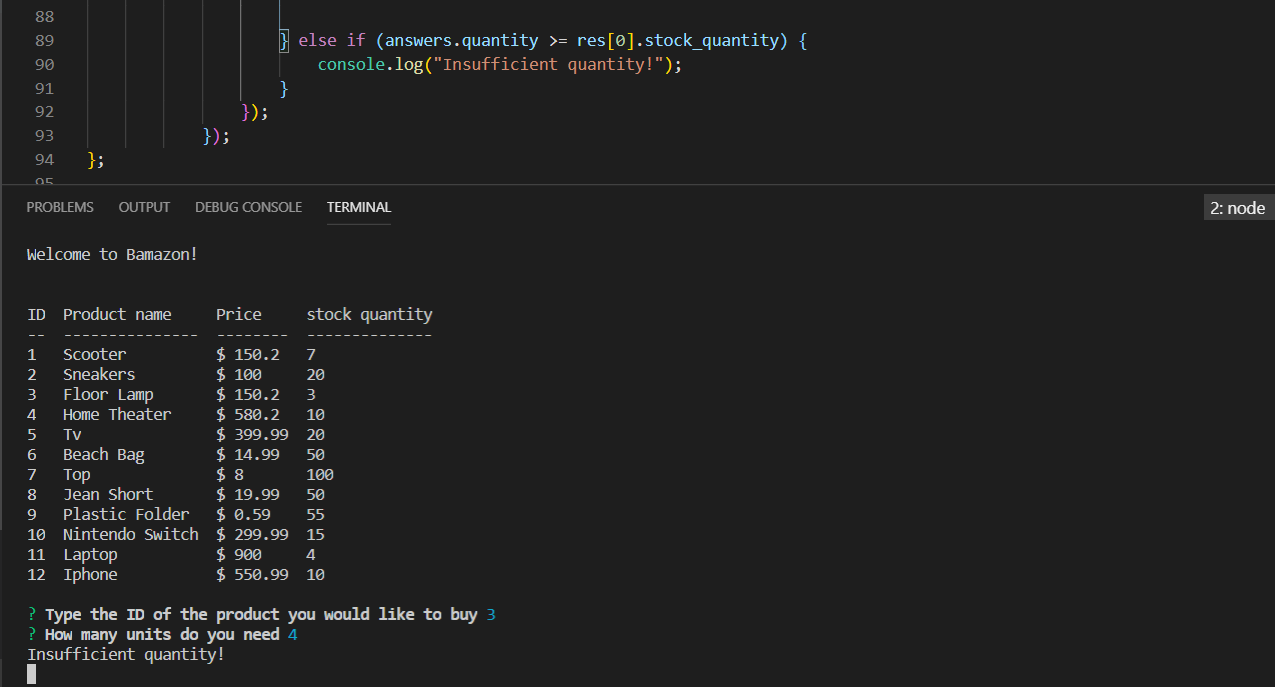 88
89 } else if (answers.quantity >= res[0].stock_quantity) {
90 console.log("Insufficient quantity!");
91 }
92 });
93 });
94 };
95
PROBLEMS OUTPUT DEBUG CONSOLE TERMINAL 2: node
Welcome to Bamazon!
ID Product name Price stock quantity
-- --------------- -------- --------------
1 Scooter $ 150.2 7
2 Sneakers $ 100 20
3 Floor Lamp $ 150.2 3
4 Home Theater $ 580.2 10
5 Tv $ 399.99 20
6 Beach Bag $ 14.99 50
7 Top $ 8 100
8 Jean Short $ 19.99 50
9 Plastic Folder $ 0.59 55
10 Nintendo Switch $ 299.99 15
11 Laptop $ 900 4
12 Iphone $ 550.99 10
? Type the ID of the product you would like to buy 3
? How many units do you need 4
Insufficient quantity!